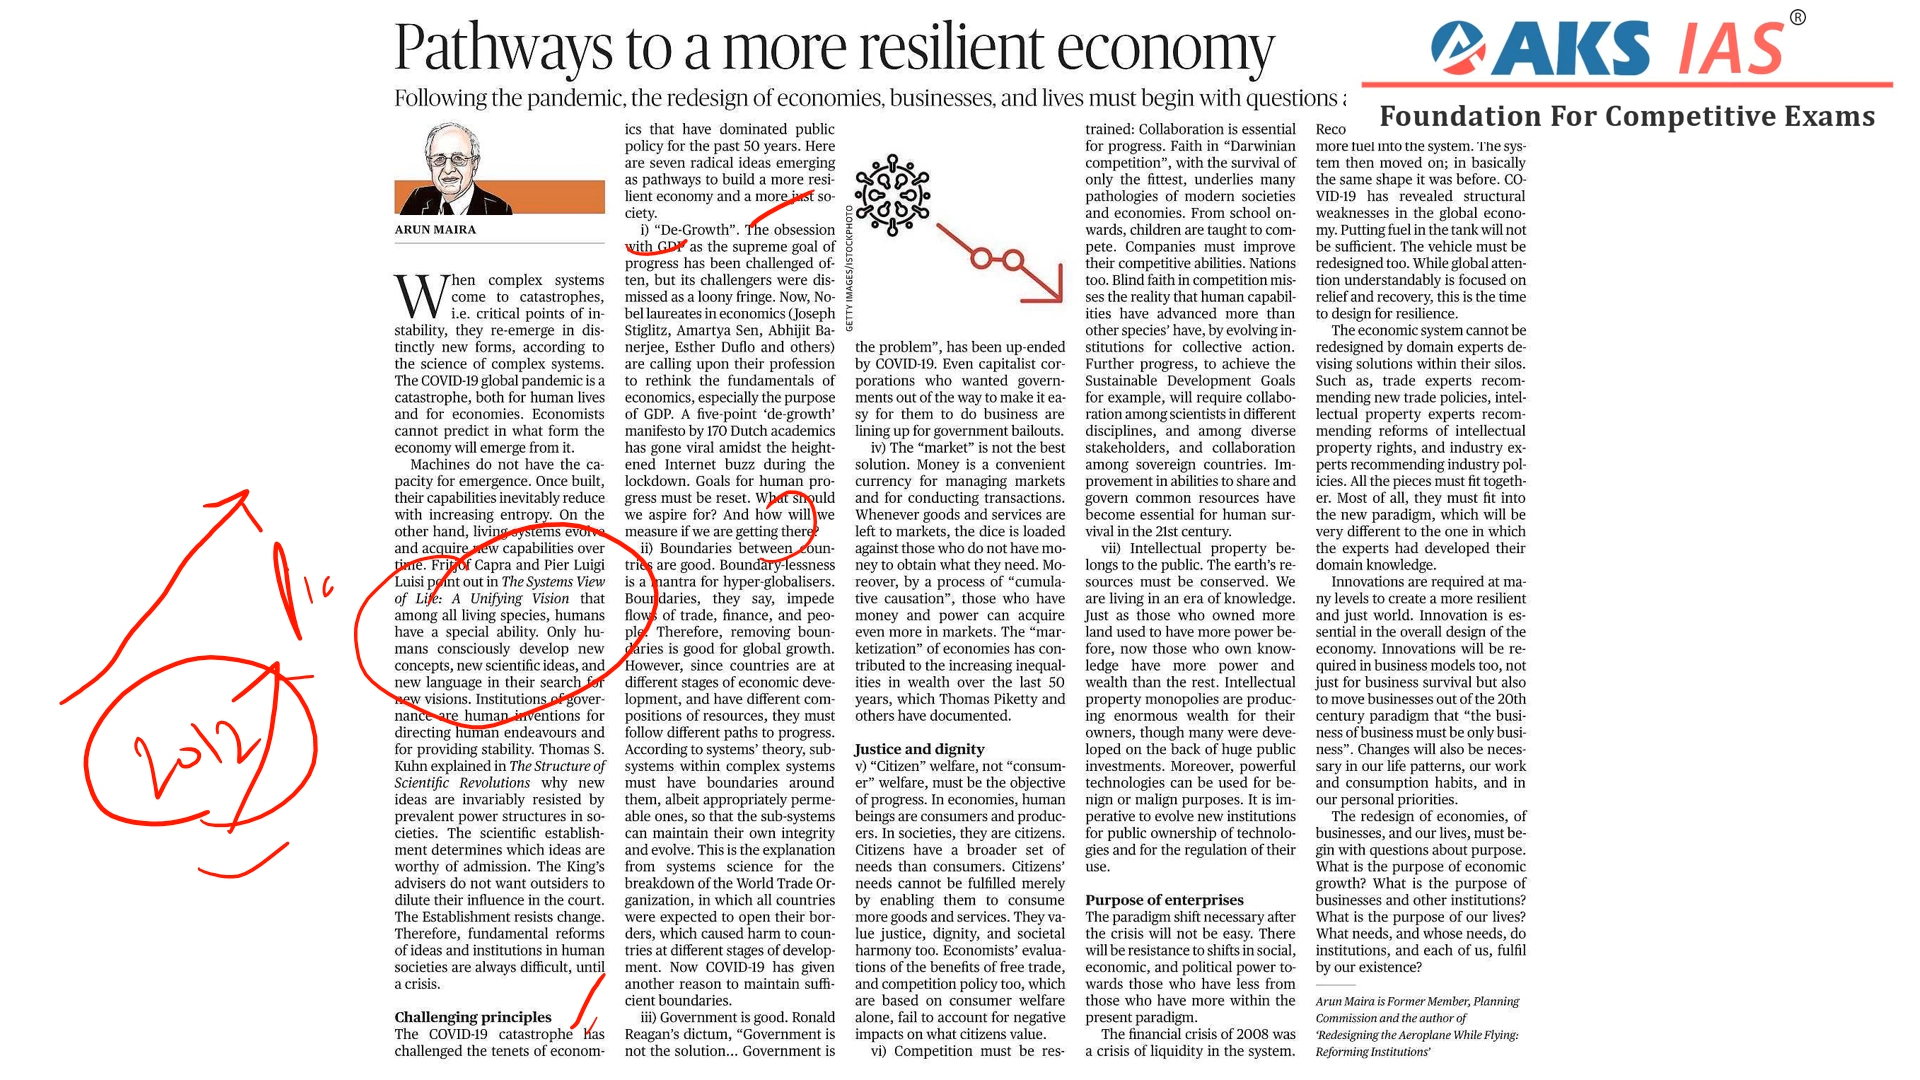 Pathways to a more resilient economy
Following the pandemic, the redesign of economies, businesses, and lives must begin with questions
AKS IAS®
Foundation For Competitive Exams
ARUN MAIRA
When complex systems
come to catastrophes,
i.e. critical points of in-
stability, they re-emerge in dis-
tinctly new forms, according to
the science of complex systems.
The COVID-19 global pandemic is a
catastrophe, both for human lives
and for economies. Economists
cannot predict in what form the
economy will emerge from it.
Machines do not have the ca-
pacity for emergence. Once built,
their capabilities inevitably reduce
with increasing entropy. On the
other hand, living systems evolve
and acquire new capabilities over
time. Fritjof Capra and Pier Luigi
Luisi point out in The Systems View
of Life: A Unifying Vision that
among all living species, humans
have a special ability. Only hu-
mans consciously develop new
concepts, new scientific ideas, and
new language in their search for
new visions. Institutions of gover-
nance are human inventions for
directing human endeavours and
for providing stability. Thomas S.
Kuhn explained in The Structure of
Scientific Revolutions why new
ideas are invariably resisted by
prevalent power structures in so-
cieties. The scientific establish-
ment determines which ideas are
worthy of admission. The King's
advisers do not want outsiders to
dilute their influence in the court.
The Establishment resists change.
Therefore, fundamental reforms
of ideas and institutions in human
societies are always difficult, until
a crisis.
Challenging principles
The COVID-19 catastrophe has
challenged the tenets of econom-
ics that have dominated public
policy for the past 50 years. Here
are seven radical ideas emerging
as pathways to build a more resi-
lient economy and a more just so-
ciety.
i) “De-Growth”. The obsession
with GDP as the supreme goal of
progress has been challenged of-
ten, but its challengers were dis-
missed as a loony fringe. Now, No-
bel laureates in economics (Joseph
Stiglitz, Amartya Sen, Abhijit Ba-
nerjee, Esther Duflo and others)
are calling upon their profession
to rethink the fundamentals of
economics, especially the purpose
of GDP. A five-point ‘de-growth’
manifesto by 170 Dutch academics
has gone viral amidst the height-
ened Internet buzz during the
lockdown. Goals for human pro-
gress must be reset. What should
we aspire for? And how will we
measure if we are getting there?
ii) Boundaries between coun-
tries are good. Boundary-lessness
is a mantra for hyper-globalisers.
Boundaries, they say, impede
flows of trade, finance, and peo-
ple. Therefore, removing boun-
daries is good for global growth.
However, since countries are at
different stages of economic deve-
lopment, and have different com-
positions of resources, they must
follow different paths to progress.
According to systems' theory, sub-
systems within complex systems
must have boundaries around
them, albeit appropriately perme-
able ones, so that the sub-systems
can maintain their own integrity
and evolve. This is the explanation
from systems science for the
breakdown of the World Trade Or-
ganization, in which all countries
were expected to open their bor-
ders, which caused harm to coun-
tries at different stages of develop-
ment. Now COVID-19 has given
another reason to maintain suffi-
cient boundaries.
iii) Government is good. Ronald
Reagan's dictum, “Government is
not the solution... Government is
GETTY IMAGES/ISTOCKPHOTO
the problem”, has been up-ended
by COVID-19. Even capitalist cor-
porations who wanted govern-
ments out of the way to make it ea-
sy for them to do business are
lining up for government bailouts.
iv) The “market” is not the best
solution. Money is a convenient
currency for managing markets
and for conducting transactions.
Whenever goods and services are
left to markets, the dice is loaded
against those who do not have mo-
ney to obtain what they need. Mo-
reover, by a process of “cumula-
tive causation”, those who have
money and power can acquire
even more in markets. The “mar-
ketization” of economies has con-
tributed to the increasing inequal-
ities in wealth over the last 50
years, which Thomas Piketty and
others have documented.
Justice and dignity
v) “Citizen” welfare, not “consum-
er” welfare, must be the objective
of progress. In economies, human
beings are consumers and produc-
ers. In societies, they are citizens.
Citizens have a broader set of
needs than consumers. Citizens'
needs cannot be fulfilled merely
by enabling them to consume
more goods and services. They va-
lue justice, dignity, and societal
harmony too. Economists' evalua-
tions of the benefits of free trade,
and competition policy too, which
are based on consumer welfare
alone, fail to account for negative
impacts on what citizens value.
vi) Competition must be res-
trained: Collaboration is essential
for progress. Faith in “Darwinian
competition”, with the survival of
only the fittest, underlies many
pathologies of modern societies
and economies. From school on-
wards, children are taught to com-
pete. Companies must improve
their competitive abilities. Nations
too. Blind faith in competition mis-
ses the reality that human capabil-
ities have advanced more than
other species' have, by evolving in-
stitutions for collective action.
Further progress, to achieve the
Sustainable Development Goals
for example, will require collabo-
ration among scientists in different
disciplines, and among diverse
stakeholders, and collaboration
among sovereign countries. Im-
provement in abilities to share and
govern common resources have
become essential for human sur-
vival in the 21st century.
vii) Intellectual property be-
longs to the public. The earth's re-
sources must be conserved. We
are living in an era of knowledge.
Just as those who owned more
land used to have more power be-
fore, now those who own know-
ledge have more power and
wealth than the rest. Intellectual
property monopolies are produc-
ing enormous wealth for their
owners, though many were deve-
loped on the back of huge public
investments. Moreover, powerful
technologies can be used for be-
nign or malign purposes. It is im-
perative to evolve new institutions
for public ownership of technolo-
gies and for the regulation of their
use.
Purpose of enterprises
The paradigm shift necessary after
the crisis will not be easy. There
will be resistance to shifts in social,
economic, and political power to-
wards those who have less from
those who have more within the
present paradigm.
The financial crisis of 2008 was
a crisis of liquidity in the system.
Reco
more fuel into the system. The sys-
tem then moved on; in basically
the same shape it was before. CO-
VID-19 has revealed structural
weaknesses in the global econo-
my. Putting fuel in the tank will not
be sufficient. The vehicle must be
redesigned too. While global atten-
tion understandably is focused on
relief and recovery, this is the time
to design for resilience.
The economic system cannot be
redesigned by domain experts de-
vising solutions within their silos.
Such as, trade experts recom-
mending new trade policies, intel-
lectual property experts recom-
mending reforms of intellectual
property rights, and industry ex-
perts recommending industry pol-
icies. All the pieces must fit togeth-
er. Most of all, they must fit into
the new paradigm, which will be
very different to the one in which
the experts had developed their
domain knowledge.
Innovations are required at ma-
ny levels to create a more resilient
and just world. Innovation is es-
sential in the overall design of the
economy. Innovations will be re-
quired in business models too, not
just for business survival but also
to move businesses out of the 20th
century paradigm that “the busi-
ness of business must be only busi-
ness”. Changes will also be neces-
sary in our life patterns, our work
and consumption habits, and in
our personal priorities.
The redesign of economies, of
businesses, and our lives, must be-
gin with questions about purpose.
What is the purpose of economic
growth? What is the purpose of
businesses and other institutions?
What is the purpose of our lives?
What needs, and whose needs, do
institutions, and each of us, fulfil
by our existence?
Arun Maira is Former Member, Planning
Commission and the author of
‘Redesigning the Aeroplane While Flying:
Reforming Institutions’
2012